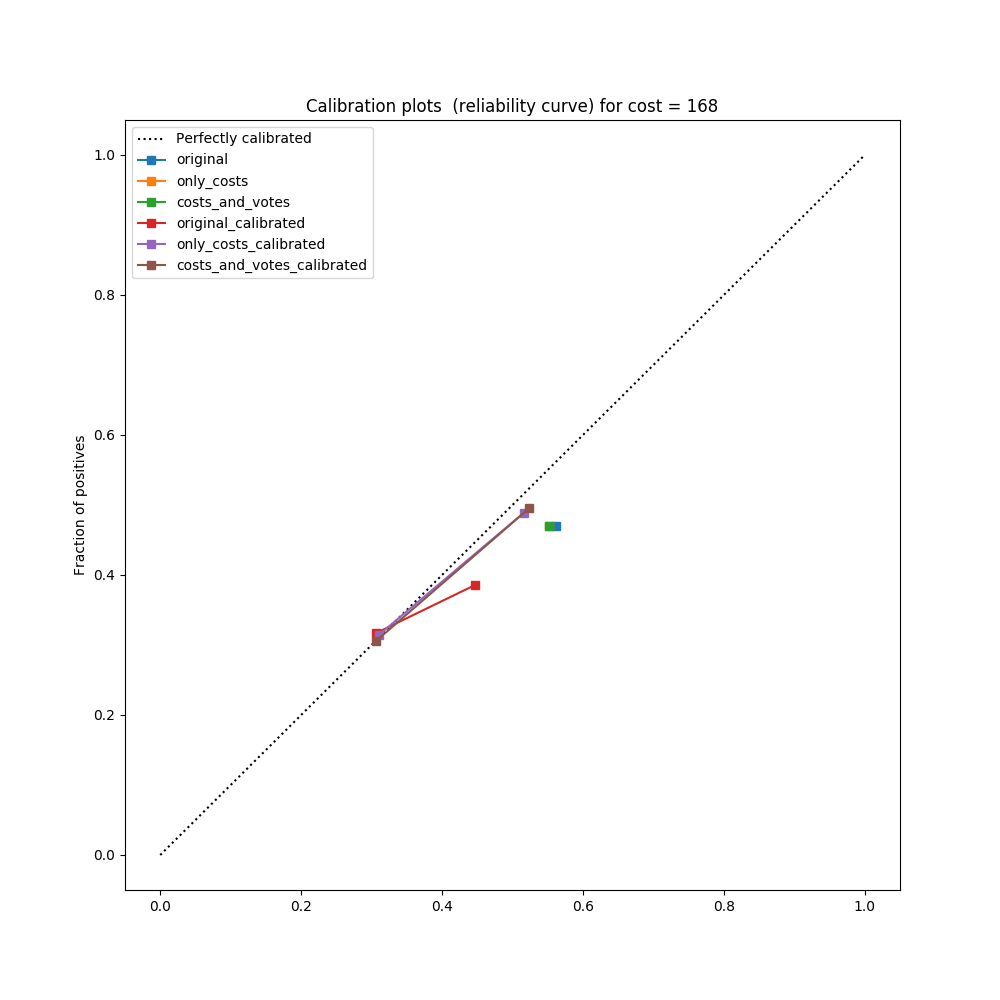 Calibration plots  (reliability curve) for cost = 168
Perfectly calibrated
original
only_costs
costs_and_votes
original_calibrated
only_costs_calibrated
costs_and_votes_calibrated
1.0
0.8
0.6
0.4
0.2
0.0
Fraction of positives
0.0 0.2 0.4 0.6 0.8 1.0